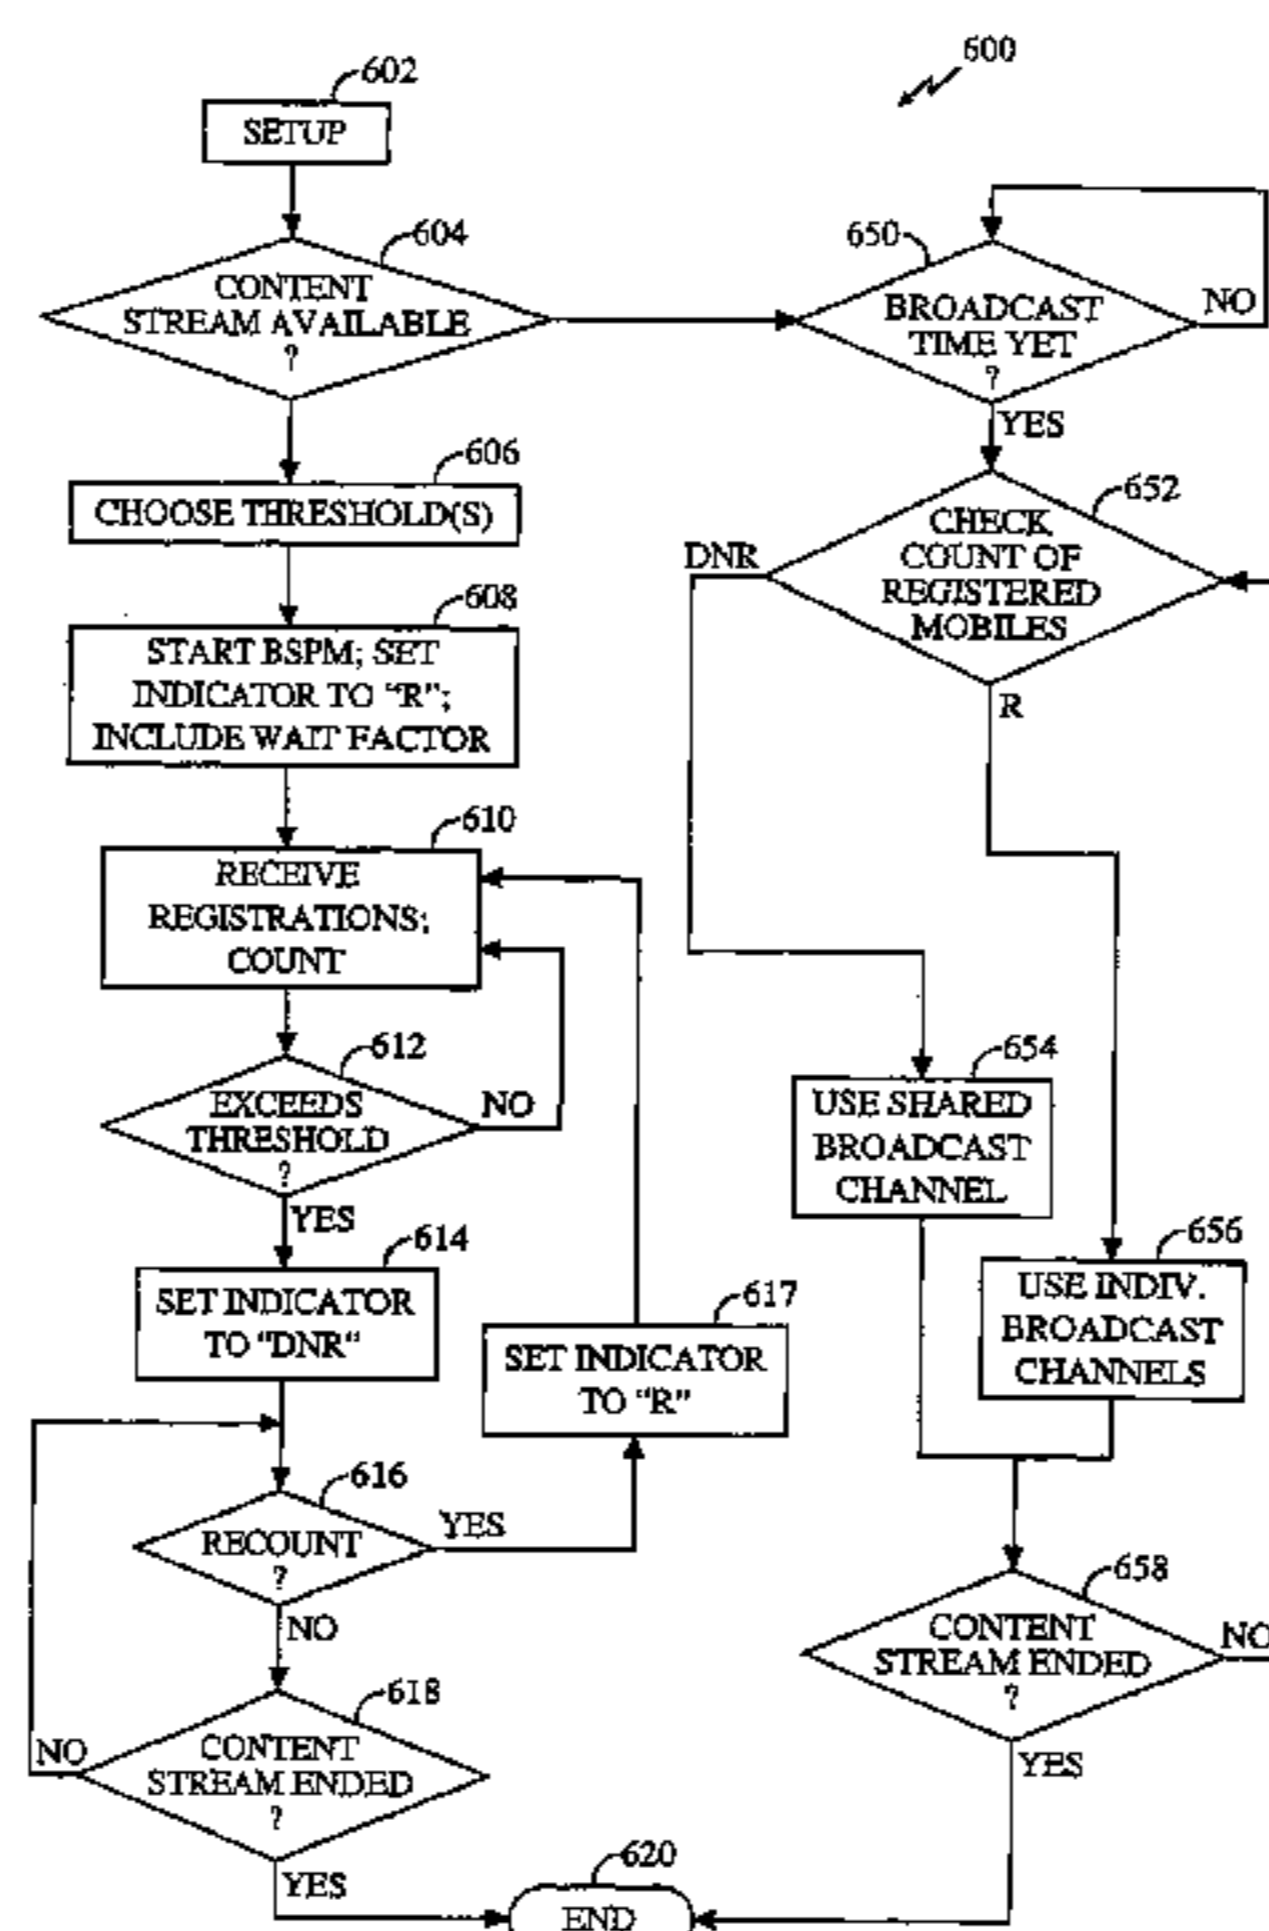 600
602
SETUP
604
CONTENT
STREAM AVAILABLE
?
606
CHOOSE THRESHOLD(S)
608
START BSPM; SET
INDICATOR TO "R";
INCLUDE WAIT FACTOR
610
RECEIVE
REGISTRATIONS;
COUNT
612
EXCEEDS
THRESHOLD
?
NO
YES
614
SET INDICATOR
TO "DNR"
617
SET INDICATOR
TO "R"
616
RECOUNT
?
YES
NO
618
CONTENT
STREAM ENDED
?
NO
YES
620
END
650
BROADCAST
TIME YET
?
NO
YES
652
CHECK
COUNT OF
REGISTERED
MOBILES
DNR
R
654
USE SHARED
BROADCAST
CHANNEL
656
USE INDIV.
BROADCAST
CHANNELS
658
CONTENT
STREAM ENDED
?
NO
YES